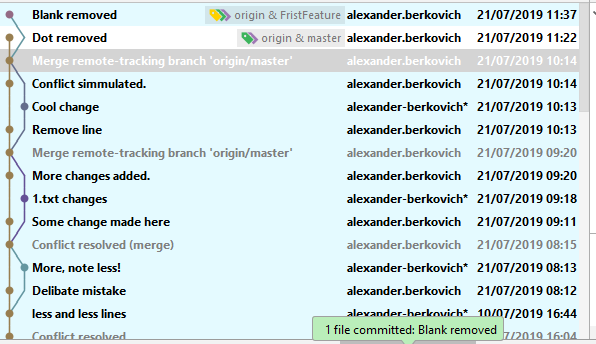 Blank removed origin & FristFeature alexander.berkovich 21/07/2019 11:37
Dot removed origin & master alexander.berkovich 21/07/2019 11:22
Merge remote-tracking branch 'origin/master' alexander.berkovich 21/07/2019 10:14
Conflict simmulated. alexander.berkovich 21/07/2019 10:14
Cool change alexander-berkovich* 21/07/2019 10:13
Remove line alexander.berkovich 21/07/2019 10:13
Merge remote-tracking branch 'origin/master' alexander.berkovich 21/07/2019 09:20
More changes added. alexander.berkovich 21/07/2019 09:20
1.txt changes alexander-berkovich* 21/07/2019 09:18
Some change made here alexander.berkovich 21/07/2019 09:11
Conflict resolved (merge) alexander.berkovich 21/07/2019 08:15
More, note less! alexander-berkovich* 21/07/2019 08:13
Delibate mistake alexander.berkovich 21/07/2019 08:12
less and less lines alexander-berkovich* 10/07/2019 16:44
1 file committed: Blank removed
Conflict resolved 16:04